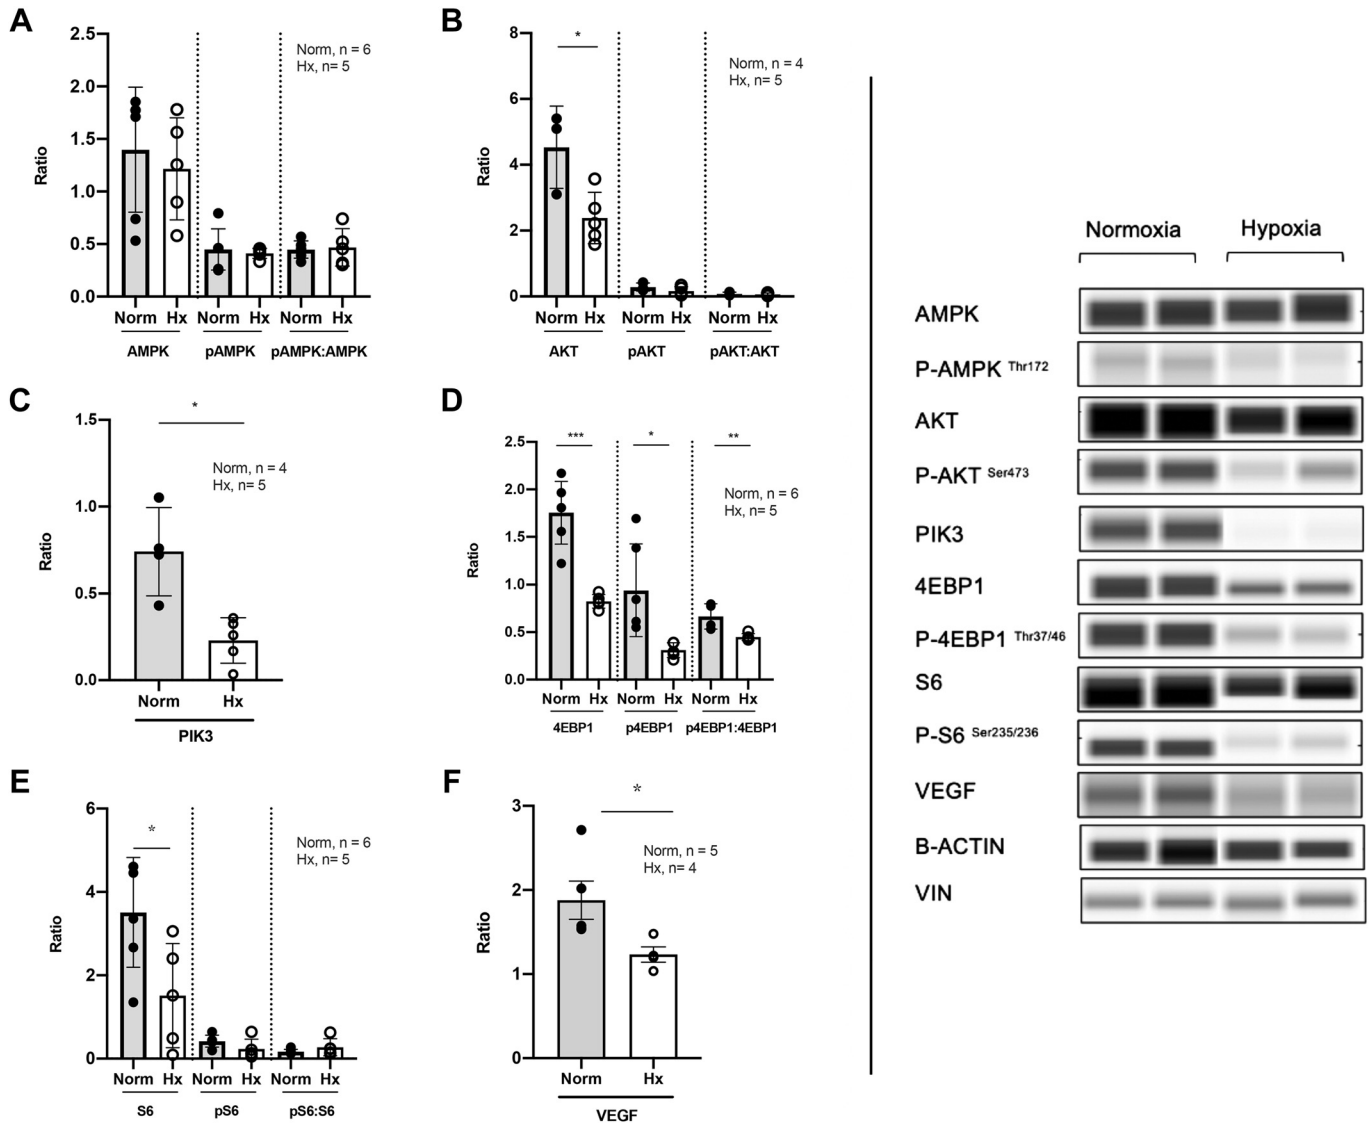 A
Ratio
2.5
2.0
1.5
1.0
0.5
0.0
Norm, n = 6
Hx, n= 5
Norm Hx Norm Hx Norm Hx
AMPK pAMPK pAMPK:AMPK
B
Ratio
8
6
4
2
0
*
Norm, n = 4
Hx, n= 5
Norm Hx Norm Hx Norm Hx
AKT pAKT pAKT:AKT
C
Ratio
1.5
1.0
0.5
0.0
*
Norm, n = 4
Hx, n= 5
Norm Hx
PIK3
D
Ratio
2.5
2.0
1.5
1.0
0.5
0.0
*** * **
Norm, n = 6
Hx, n= 5
Norm Hx Norm Hx Norm Hx
4EBP1 p4EBP1 p4EBP1:4EBP1
E
Ratio
6
4
2
0
*
Norm, n = 6
Hx, n= 5
Norm Hx Norm Hx Norm Hx
S6 pS6 pS6:S6
F
Ratio
3
2
1
0
*
Norm, n = 5
Hx, n= 4
Norm Hx
VEGF
Normoxia Hypoxia
AMPK
P-AMPK Thr172
AKT
P-AKT Ser473
PIK3
4EBP1
P-4EBP1 Thr37/46
S6
P-S6 Ser235/236
VEGF
B-ACTIN
VIN